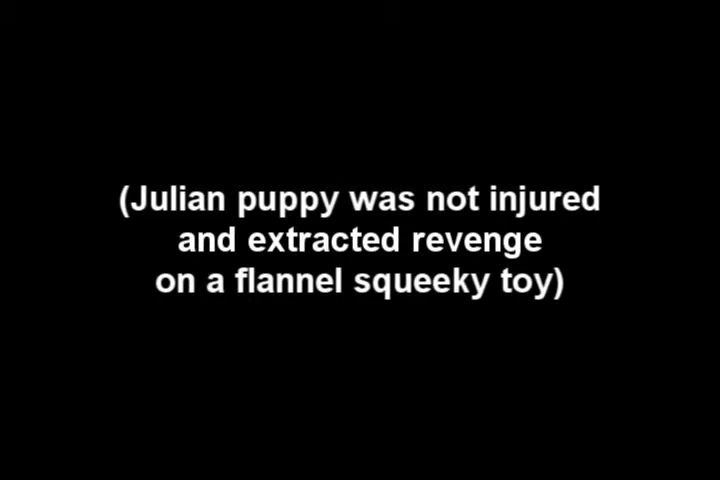 (Julian puppy was not injured
and extracted revenge
on a flannel squeeky toy)